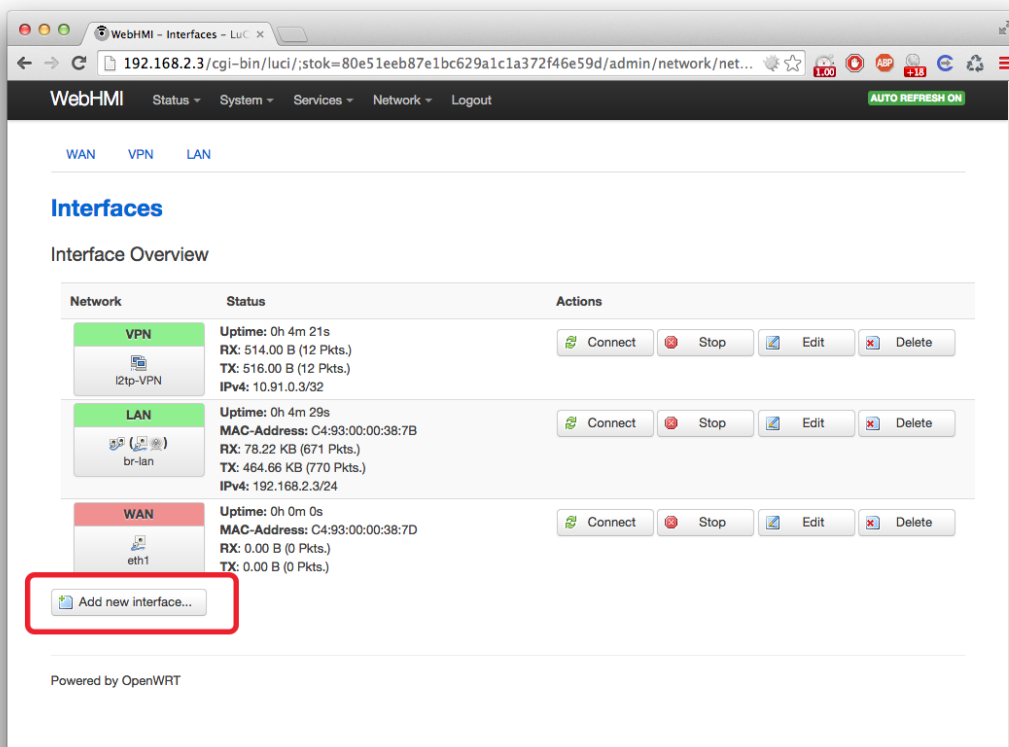 WebHMI - Interfaces - LuC
192.168.2.3/cgi-bin/luci/;stok=80e51eeb87e1bc629a1c1a372f46e59d/admin/network/net...
1.00
ABP
+18
WebHMI Status System Services Network Logout AUTO REFRESH ON
WAN VPN LAN
Interfaces
Interface Overview
Network Status Actions
VPN
l2tp-VPN
Uptime: 0h 4m 21s
RX: 514.00 B (12 Pkts.)
TX: 516.00 B (12 Pkts.)
IPv4: 10.91.0.3/32
Connect Stop Edit Delete
LAN
br-lan
Uptime: 0h 4m 29s
MAC-Address: C4:93:00:00:38:7B
RX: 78.22 KB (671 Pkts.)
TX: 464.66 KB (770 Pkts.)
IPv4: 192.168.2.3/24
Connect Stop Edit Delete
WAN
eth1
Uptime: 0h 0m 0s
MAC-Address: C4:93:00:00:38:7D
RX: 0.00 B (0 Pkts.)
TX: 0.00 B (0 Pkts.)
Connect Stop Edit Delete
Add new interface...
Powered by OpenWRT